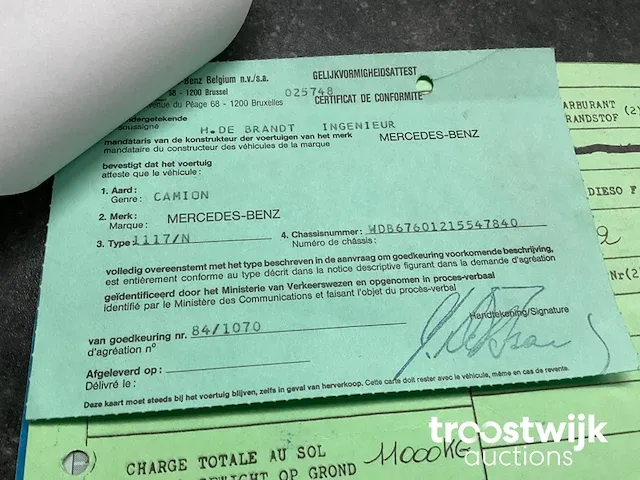 -Benz Belgium n.v./s.a.
68 - 1200 Brussel
025748
Avenue du Péage 68 - 1200 Bruxelles
GELIJKVORMIGHEIDSATTEST
CERTIFICAT DE CONFORMITÉ
ondergetekende
soussigné
H. DE BRANDT INGENIEUR
mandataris van de konstrukteur der voertuigen van het merk
mandataire du constructeur des véhicules de la marque
MERCEDES-BENZ
bevestigt dat het voertuig
atteste que le véhicule:
1. Aard:
Genre: CAMION
2. Merk:
Marque: MERCEDES-BENZ
3. Type 1117/N
4. Chassisnummer: WDB67601215547840
Numéro de châssis:
volledig overeenstemt met het type beschreven in de aanvraag om goedkeuring voorkomende beschrijving,
est entièrement conforme au type décrit dans la notice descriptive figurant dans la demande d'agréation
geïdentificeerd door het Ministerie van Verkeerswezen en opgenomen in proces-verbaal
identifié par le Ministère des Communications et faisant l'objet du procès-verbal
van goedkeuring nr. 84/1070
d'agréation n°
Handtekening/Signature
Afgeleverd op:
Délivré le:
Deze kaart moet steeds bij het voertuig blijven, zelfs in geval van herverkoop. Cette carte doit rester avec le véhicule, même en cas de revente.
ARBURANT
RANDSTOF (2)
DIESO F
Nr(2)
CHARGE TOTALE AU SOL
GEWICHT OP GROND 11000KG
troostwijk
auctions